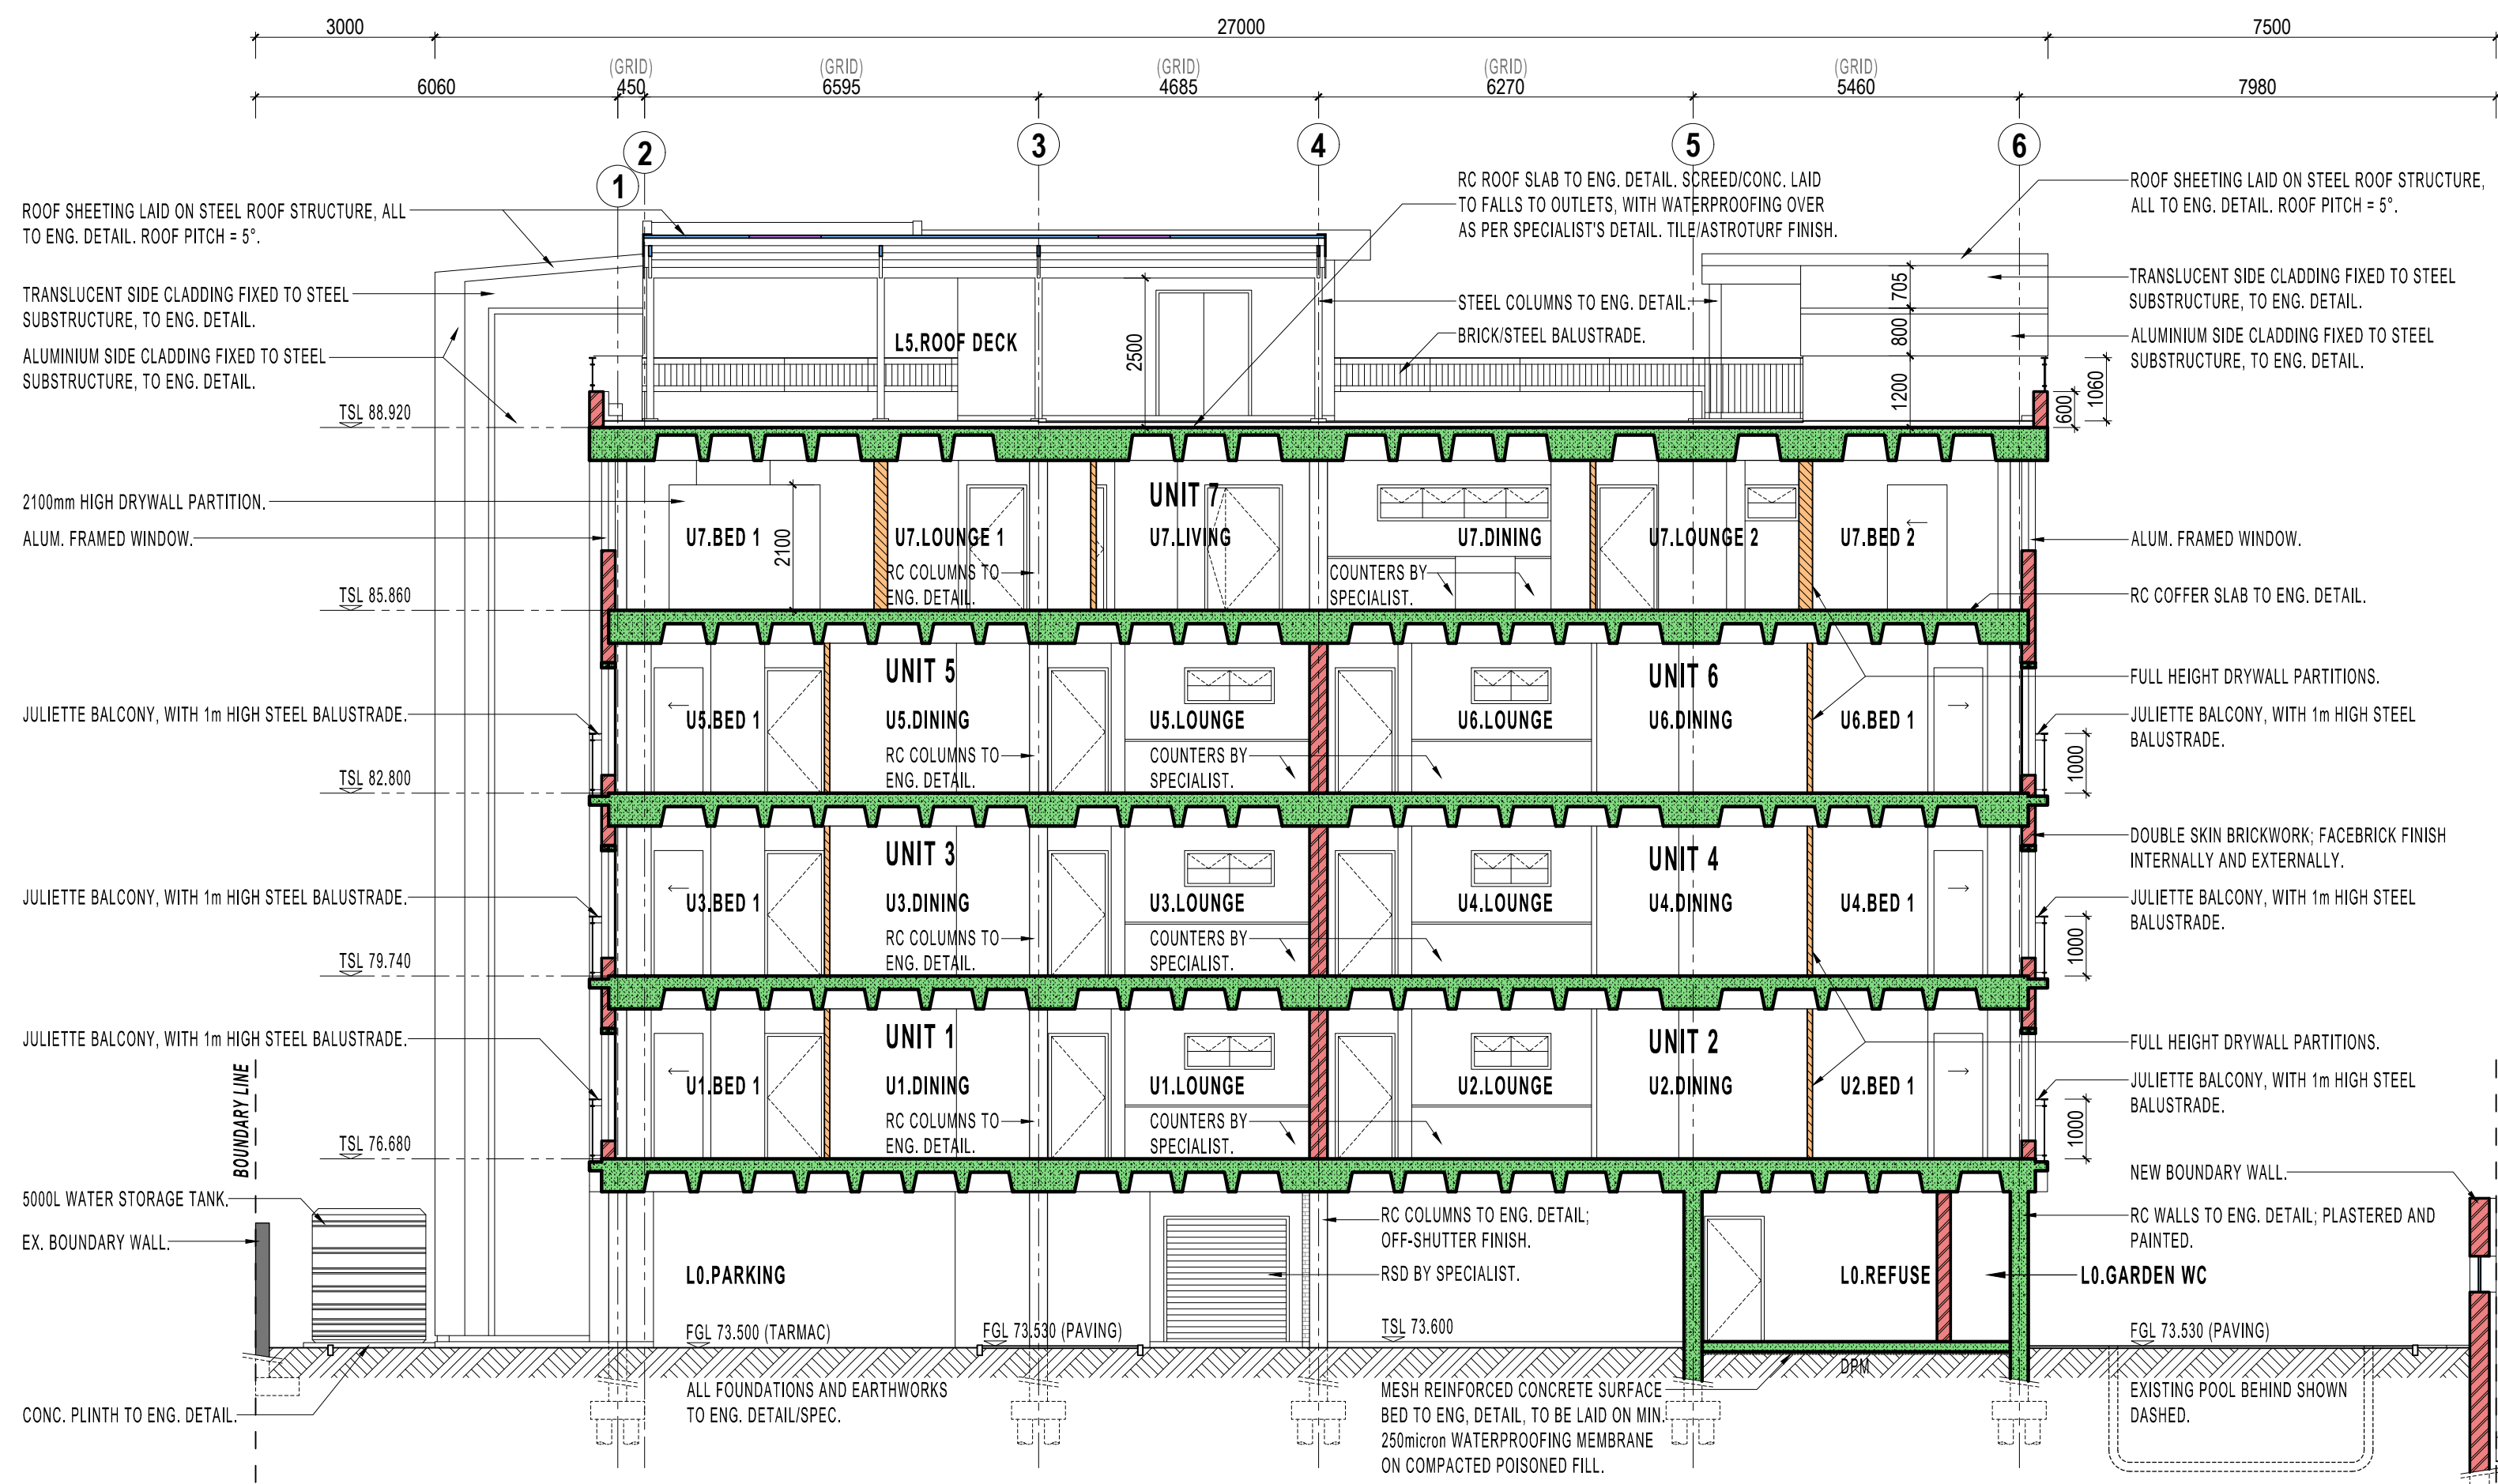 3000
27000
7500
(GRID)
(GRID)
(GRID)
(GRID)
(GRID)
6060
450
6595
4685
6270
5460
7980
1
2
3
4
5
6
ROOF SHEETING LAID ON STEEL ROOF STRUCTURE, ALL
TO ENG. DETAIL. ROOF PITCH = 5°.
TRANSLUCENT SIDE CLADDING FIXED TO STEEL
SUBSTRUCTURE, TO ENG. DETAIL.
ALUMINIUM SIDE CLADDING FIXED TO STEEL
SUBSTRUCTURE, TO ENG. DETAIL.
RC ROOF SLAB TO ENG. DETAIL. SCREED/CONC. LAID
TO FALLS TO OUTLETS, WITH WATERPROOFING OVER
AS PER SPECIALIST'S DETAIL. TILE/ASTROTURF FINISH.
STEEL COLUMNS TO ENG. DETAIL.
BRICK/STEEL BALUSTRADE.
ROOF SHEETING LAID ON STEEL ROOF STRUCTURE,
ALL TO ENG. DETAIL. ROOF PITCH = 5°.
TRANSLUCENT SIDE CLADDING FIXED TO STEEL
SUBSTRUCTURE, TO ENG. DETAIL.
ALUMINIUM SIDE CLADDING FIXED TO STEEL
SUBSTRUCTURE, TO ENG. DETAIL.
L5.ROOF DECK
2500
705
800
1200
600
1060
TSL 88.920
2100mm HIGH DRYWALL PARTITION.
ALUM. FRAMED WINDOW.
UNIT 7
U7.BED 1
2100
U7.LOUNGE 1
U7.LIVING
U7.DINING
U7.LOUNGE 2
U7.BED 2
RC COLUMNS TO
ENG. DETAIL.
COUNTERS BY
SPECIALIST.
ALUM. FRAMED WINDOW.
RC COFFER SLAB TO ENG. DETAIL.
TSL 85.860
UNIT 5
UNIT 6
FULL HEIGHT DRYWALL PARTITIONS.
JULIETTE BALCONY, WITH 1m HIGH STEEL BALUSTRADE.
U5.BED 1
U5.DINING
U5.LOUNGE
U6.LOUNGE
U6.DINING
U6.BED 1
JULIETTE BALCONY, WITH 1m HIGH STEEL
BALUSTRADE.
RC COLUMNS TO
ENG. DETAIL.
COUNTERS BY
SPECIALIST.
1000
TSL 82.800
UNIT 3
UNIT 4
DOUBLE SKIN BRICKWORK; FACEBRICK FINISH
INTERNALLY AND EXTERNALLY.
JULIETTE BALCONY, WITH 1m HIGH STEEL BALUSTRADE.
U3.BED 1
U3.DINING
U3.LOUNGE
U4.LOUNGE
U4.DINING
U4.BED 1
JULIETTE BALCONY, WITH 1m HIGH STEEL
BALUSTRADE.
RC COLUMNS TO
ENG. DETAIL.
COUNTERS BY
SPECIALIST.
1000
TSL 79.740
UNIT 1
UNIT 2
JULIETTE BALCONY, WITH 1m HIGH STEEL BALUSTRADE.
FULL HEIGHT DRYWALL PARTITIONS.
U1.BED 1
U1.DINING
U1.LOUNGE
U2.LOUNGE
U2.DINING
U2.BED 1
JULIETTE BALCONY, WITH 1m HIGH STEEL
BALUSTRADE.
RC COLUMNS TO
ENG. DETAIL.
COUNTERS BY
SPECIALIST.
1000
TSL 76.680
BOUNDARY LINE
5000L WATER STORAGE TANK.
EX. BOUNDARY WALL.
CONC. PLINTH TO ENG. DETAIL.
L0.PARKING
FGL 73.500 (TARMAC)
FGL 73.530 (PAVING)
RC COLUMNS TO ENG. DETAIL;
OFF-SHUTTER FINISH.
RSD BY SPECIALIST.
TSL 73.600
L0.REFUSE
L0.GARDEN WC
NEW BOUNDARY WALL.
RC WALLS TO ENG. DETAIL; PLASTERED AND
PAINTED.
FGL 73.530 (PAVING)
DPM
ALL FOUNDATIONS AND EARTHWORKS
TO ENG. DETAIL/SPEC.
MESH REINFORCED CONCRETE SURFACE
BED TO ENG, DETAIL, TO BE LAID ON MIN.
250micron WATERPROOFING MEMBRANE
ON COMPACTED POISONED FILL.
EXISTING POOL BEHIND SHOWN
DASHED.